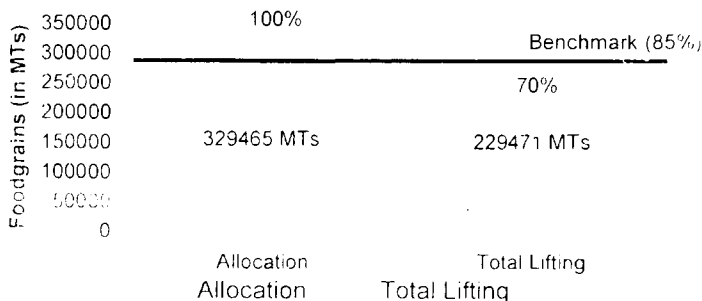 Foodgrains (in MTs)
350000
300000
250000
200000
150000
100000
50000
0
100%
Benchmark (85%)
70%
329465 MTs
229471 MTs
Allocation
Total Lifting
Allocation
Total Lifting